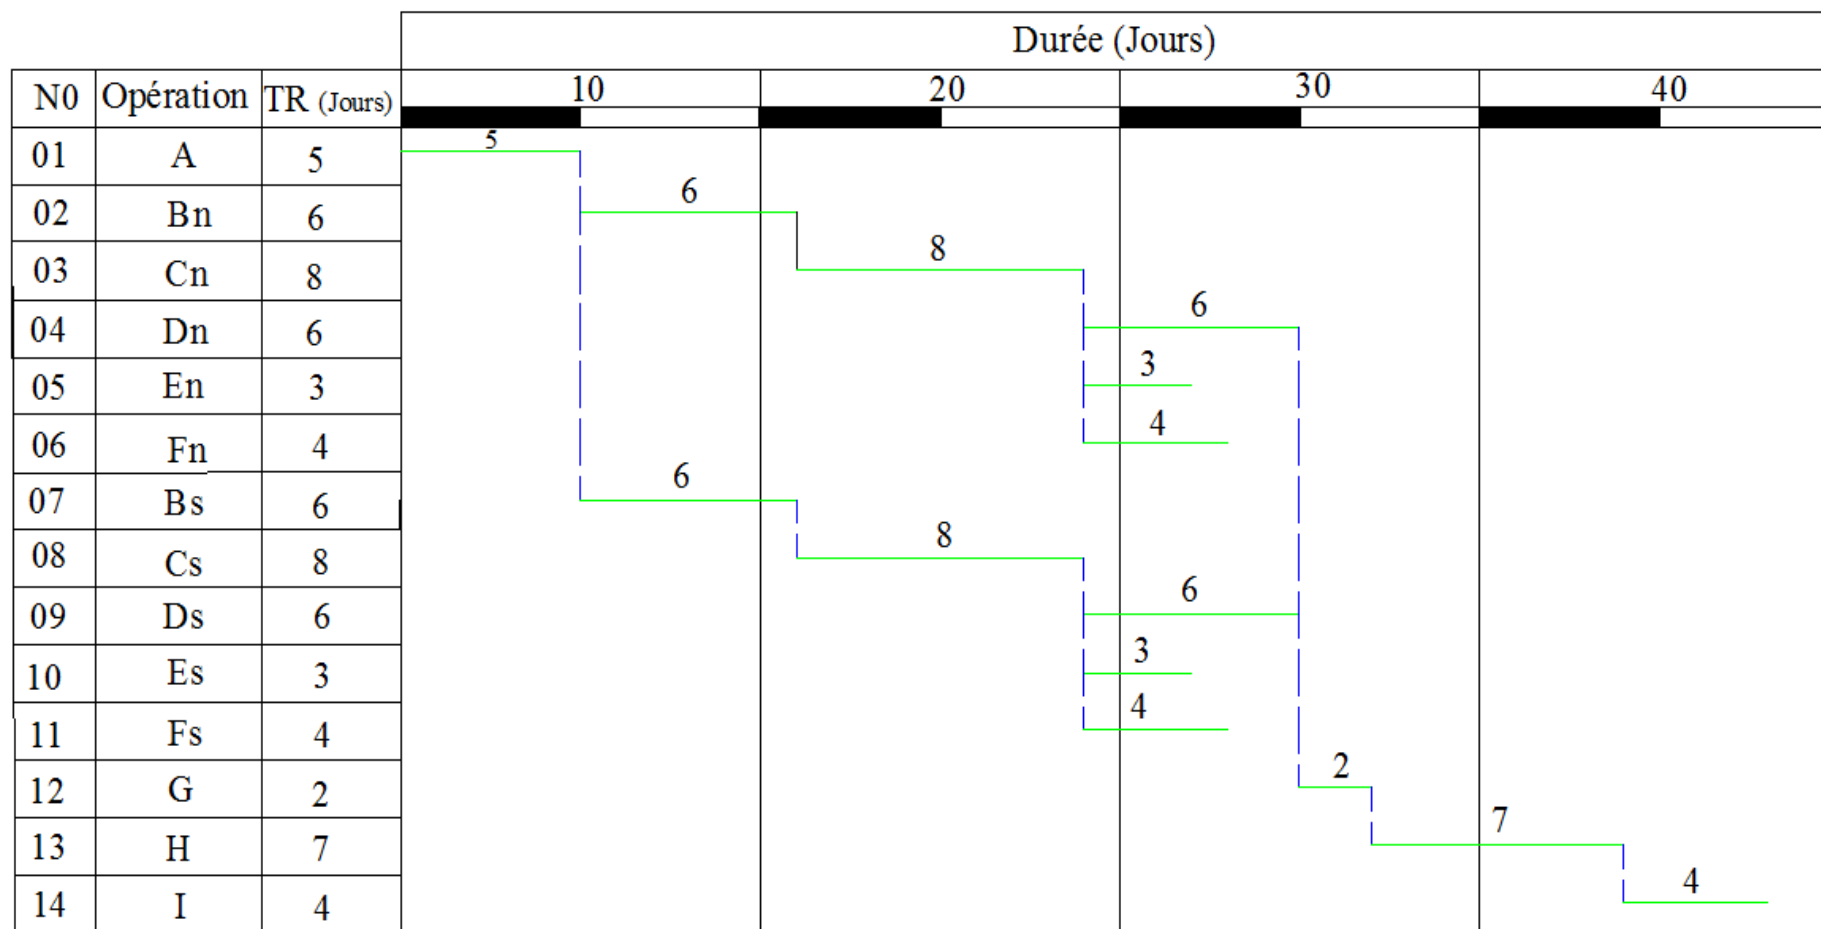 Durée (Jours)
N0 Opération TR (Jours) 10 20 30 40
01 A 5 5
02 Bn 6 6
03 Cn 8 8
04 Dn 6 6
05 En 3 3
06 Fn 4 4
07 Bs 6 6
08 Cs 8 8
09 Ds 6 6
10 Es 3 3
11 Fs 4 4
12 G 2 2
13 H 7 7
14 I 4 4